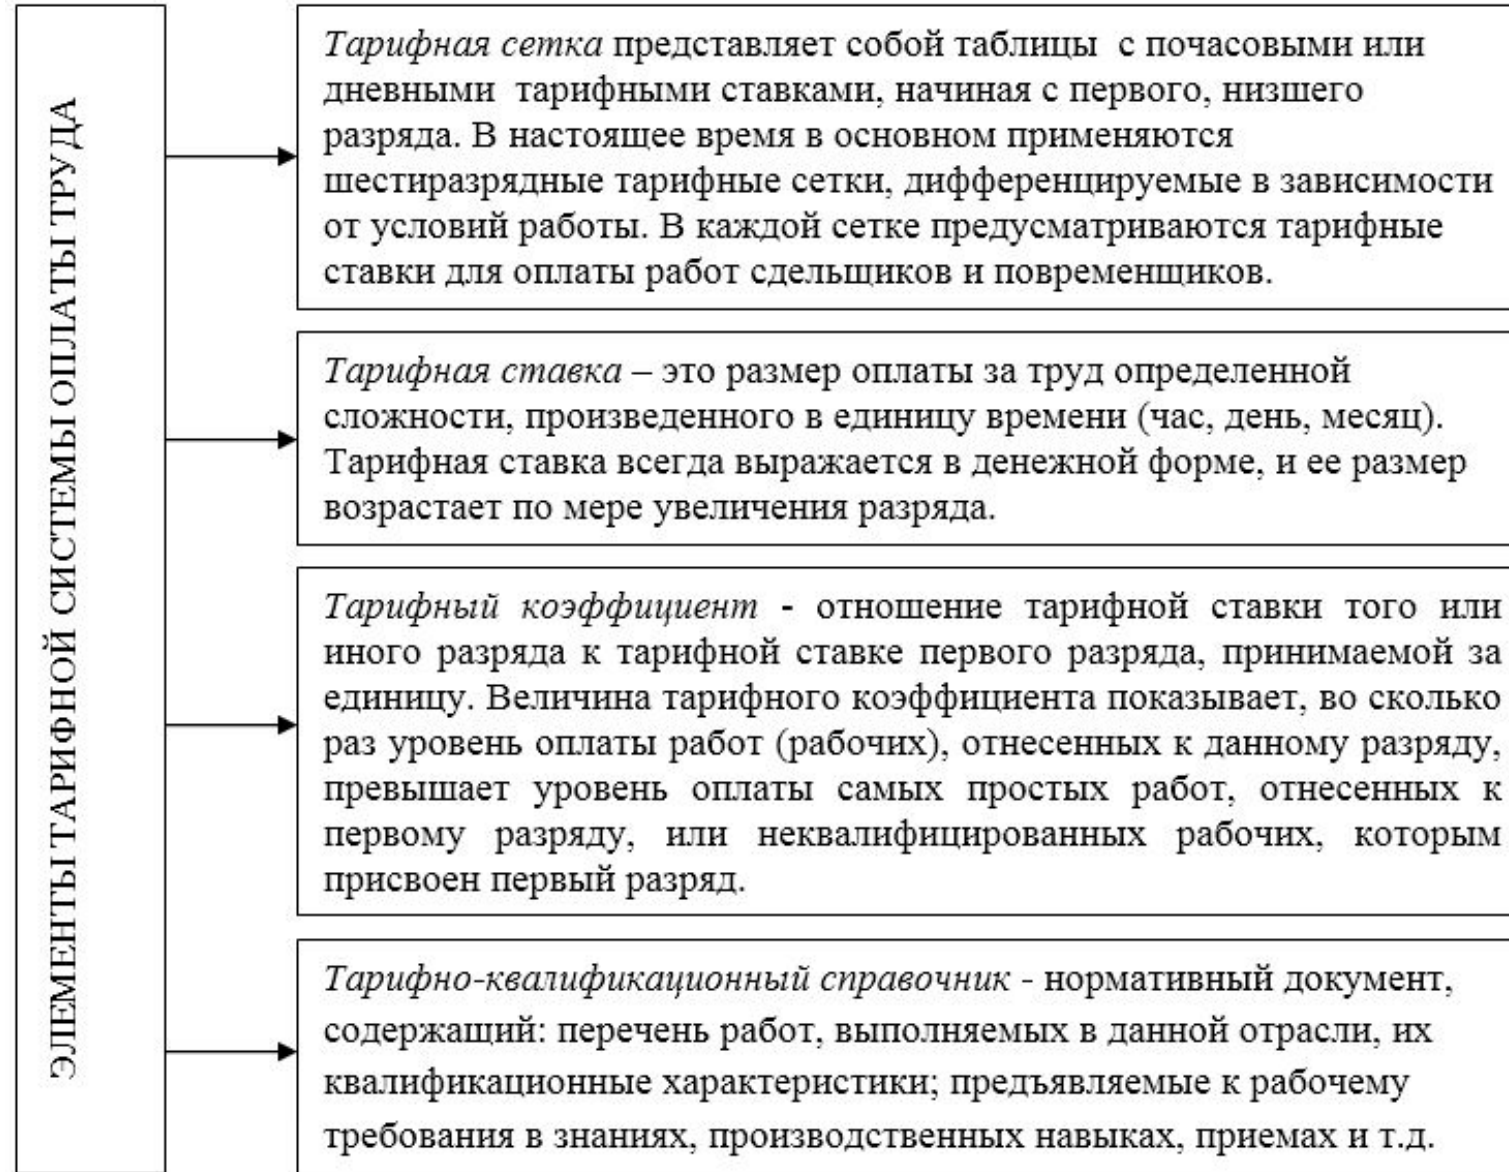 ЭЛЕМЕНТЫ ТАРИФНОЙ СИСТЕМЫ ОПЛАТЫ ТРУДА
Тарифная сетка представляет собой таблицы с почасовыми или
дневными тарифными ставками, начиная с первого, низшего
разряда. В настоящее время в основном применяются
шестиразрядные тарифные сетки, дифференцируемые в зависимости
от условий работы. В каждой сетке предусматриваются тарифные
ставки для оплаты работ сдельщиков и повременщиков.
Тарифная ставка – это размер оплаты за труд определенной
сложности, произведенного в единицу времени (час, день, месяц).
Тарифная ставка всегда выражается в денежной форме, и ее размер
возрастает по мере увеличения разряда.
Тарифный коэффициент - отношение тарифной ставки того или
иного разряда к тарифной ставке первого разряда, принимаемой за
единицу. Величина тарифного коэффициента показывает, во сколько
раз уровень оплаты работ (рабочих), отнесенных к данному разряду,
превышает уровень оплаты самых простых работ, отнесенных к
первому разряду, или неквалифицированных рабочих, которым
присвоен первый разряд.
Тарифно-квалификационный справочник - нормативный документ,
содержащий: перечень работ, выполняемых в данной отрасли, их
квалификационные характеристики; предъявляемые к рабочему
требования в знаниях, производственных навыках, приемах и т.д.